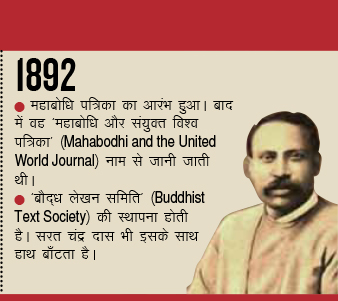 1892
● महाबोधि पत्रिका का आरंभ हुआ। बाद
में वह 'महाबोधि और संयुक्त विश्व
पत्रिका' (Mahabodhi and the United
World Journal) नाम से जानी जाती
थी।
● 'बौद्ध लेखन समिति' (Buddhist
Text Society) की स्थापना होती
है। सरत चंद्र दास भी इसके साथ
हाथ बाँटता है।